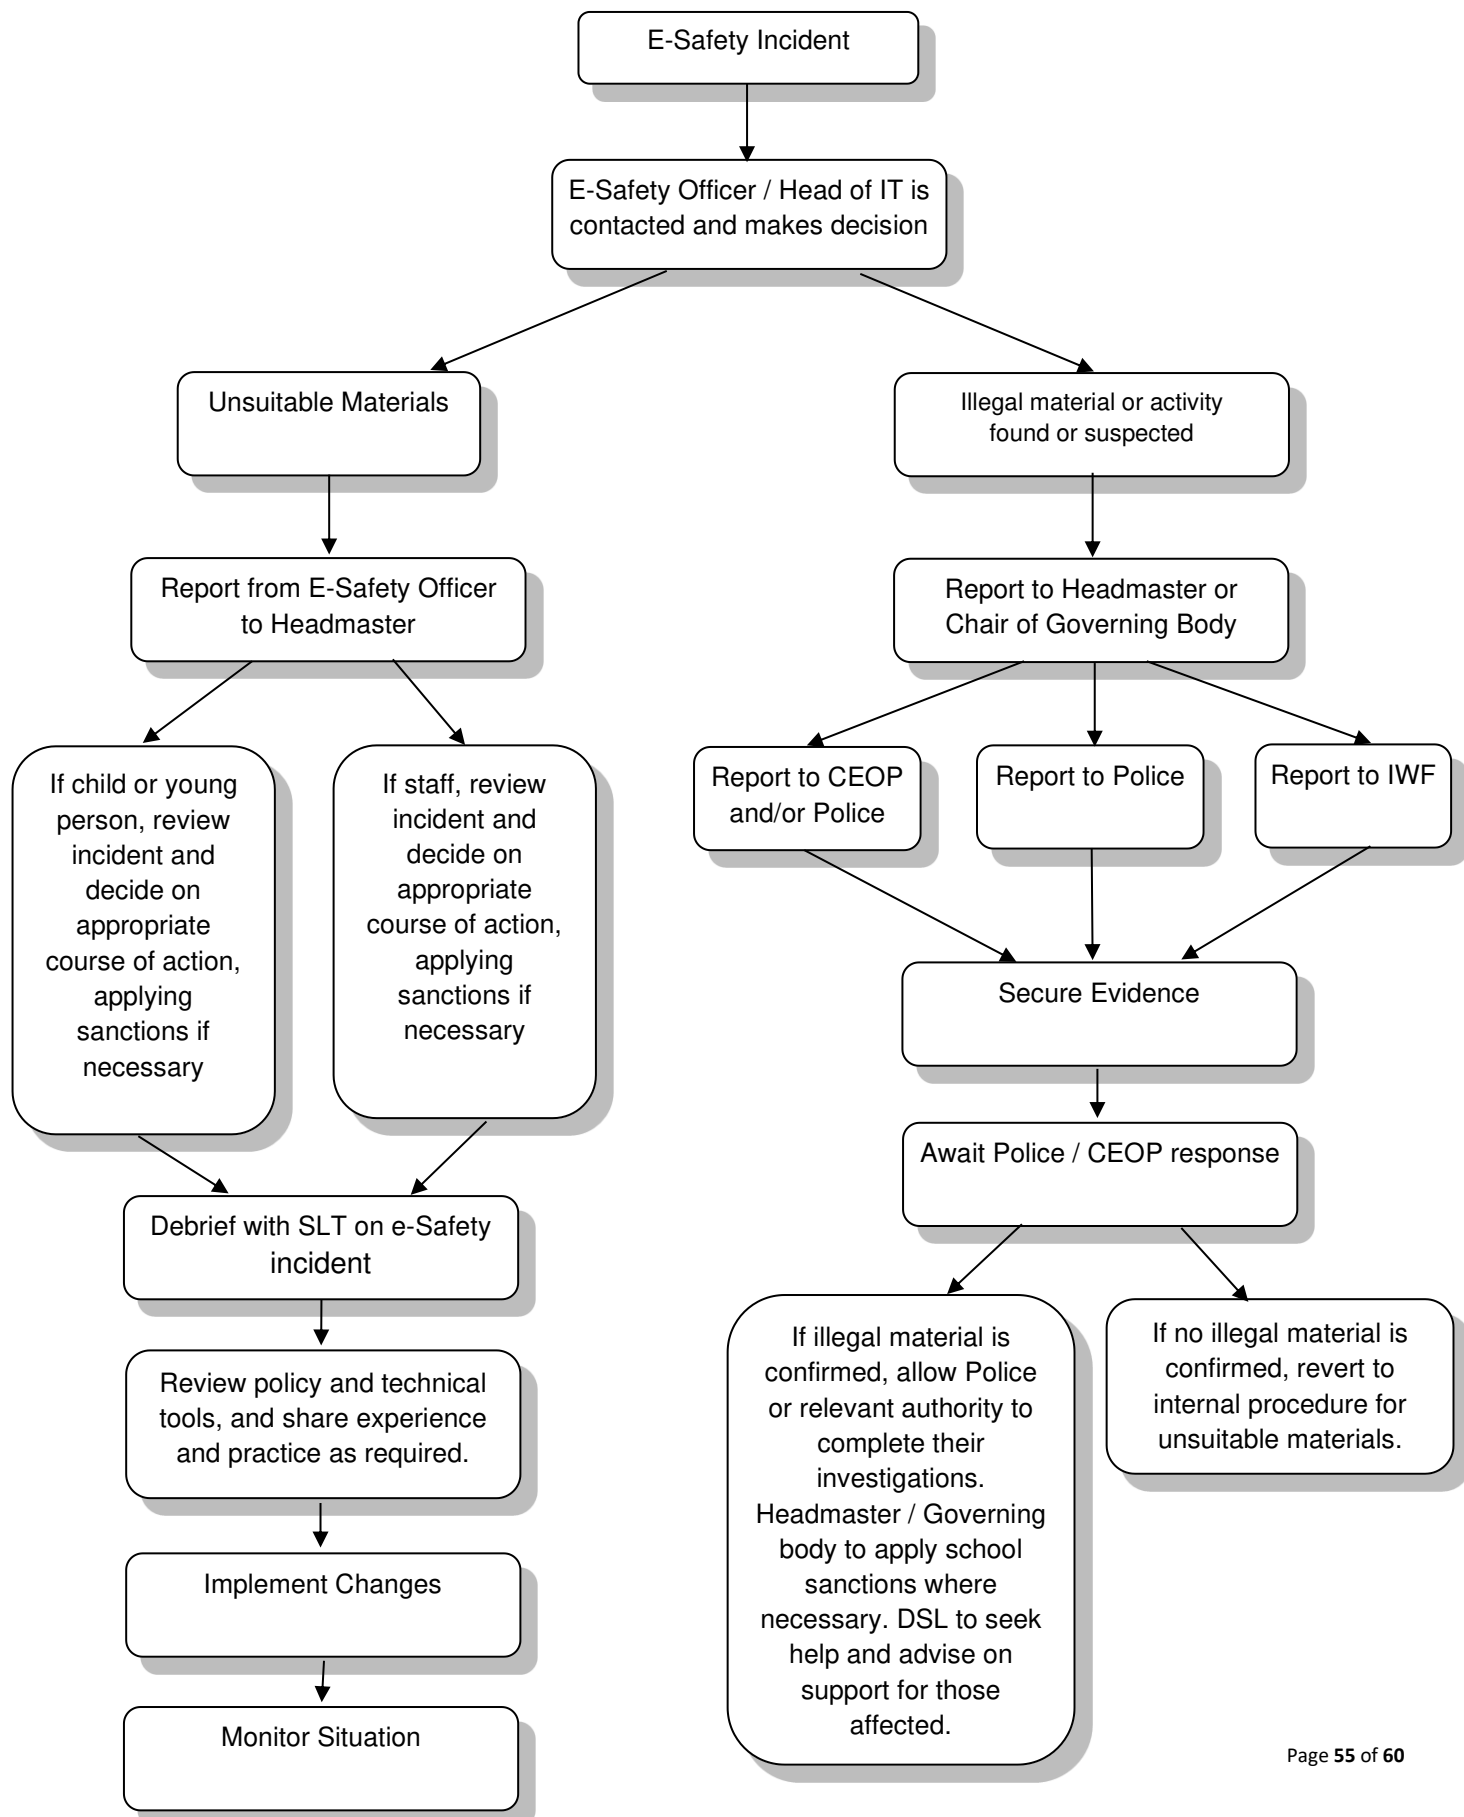 E-Safety Incident
E-Safety Officer / Head of IT is
contacted and makes decision
Unsuitable Materials
Illegal material or activity
found or suspected
Report from E-Safety Officer
to Headmaster
Report to Headmaster or
Chair of Governing Body
If child or young
person, review
incident and
decide on
appropriate
course of action,
applying
sanctions if
necessary
If staff, review
incident and
decide on
appropriate
course of action,
applying
sanctions if
necessary
Report to CEOP
and/or Police
Report to Police
Report to IWF
Secure Evidence
Await Police / CEOP response
Debrief with SLT on e-Safety
incident
Review policy and technical
tools, and share experience
and practice as required.
Implement Changes
Monitor Situation
If illegal material is
confirmed, allow Police
or relevant authority to
complete their
investigations.
Headmaster / Governing
body to apply school
sanctions where
necessary. DSL to seek
help and advise on
support for those
affected.
If no illegal material is
confirmed, revert to
internal procedure for
unsuitable materials.
Page 55 of 60